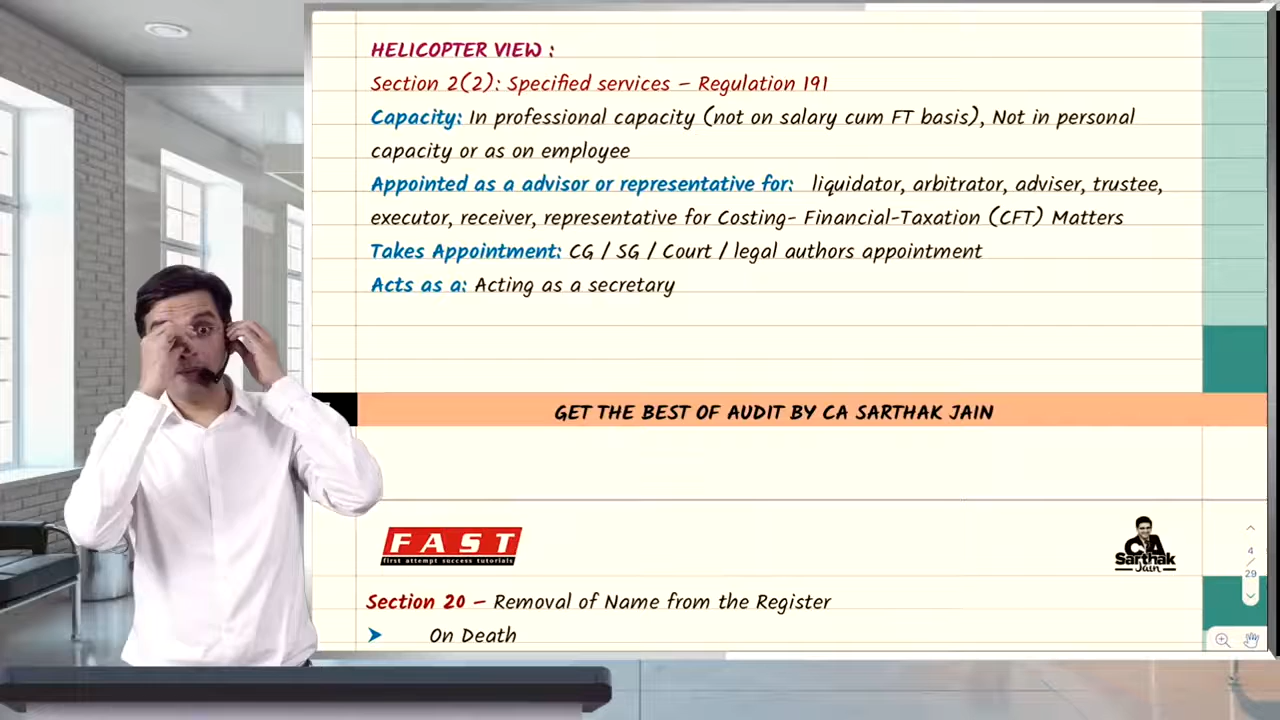 HELICOPTER VIEW :
Section 2(2): Specified services – Regulation 191
Capacity: In professional capacity (not on salary cum FT basis), Not in personal
capacity or as on employee
Appointed as a advisor or representative for: liquidator, arbitrator, adviser, trustee,
executor, receiver, representative for Costing- Financial-Taxation (CFT) Matters
Takes Appointment: CG / SG / Court / legal authors appointment
Acts as a: Acting as a secretary
GET THE BEST OF AUDIT BY CA SARTHAK JAIN
FAST
first attempt success tutorials
CA
Sarthak
Jain
4
/
29
Section 20 – Removal of Name from the Register
➤ On Death